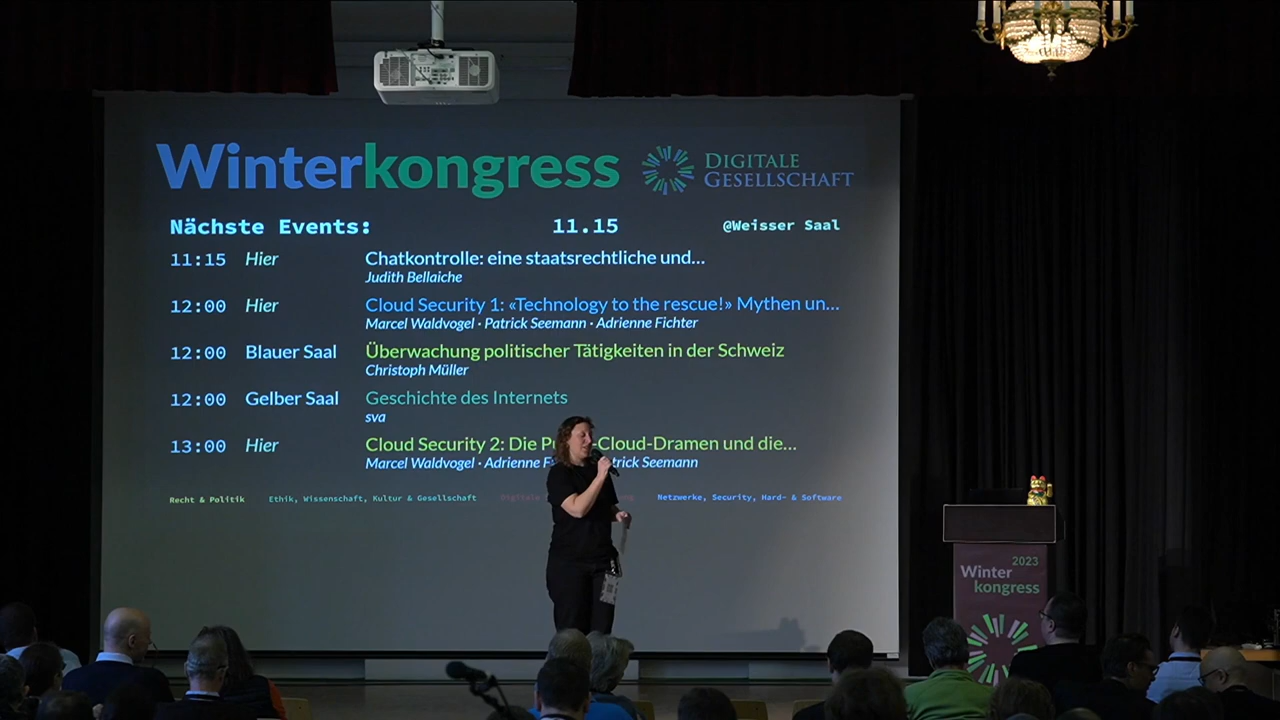 Winterkongress
DIGITALE
GESELLSCHAFT
Nächste Events: 11.15 @Weisser Saal
11:15 Hier Chatkontrolle: eine staatsrechtliche und...
Judith Bellaiche
12:00 Hier Cloud Security 1: «Technology to the rescue!» Mythen un...
Marcel Waldvogel · Patrick Seemann · Adrienne Fichter
12:00 Blauer Saal Überwachung politischer Tätigkeiten in der Schweiz
Christoph Müller
12:00 Gelber Saal Geschichte des Internets
sva
13:00 Hier Cloud Security 2: Die -Cloud-Dramen und die...
Marcel Waldvogel · Adrienne Seemann
Recht & Politik Ethik, Wissenschaft, Kultur & Gesellschaft Netzwerke, Security, Hard- & Software
2023
Winter
kongress